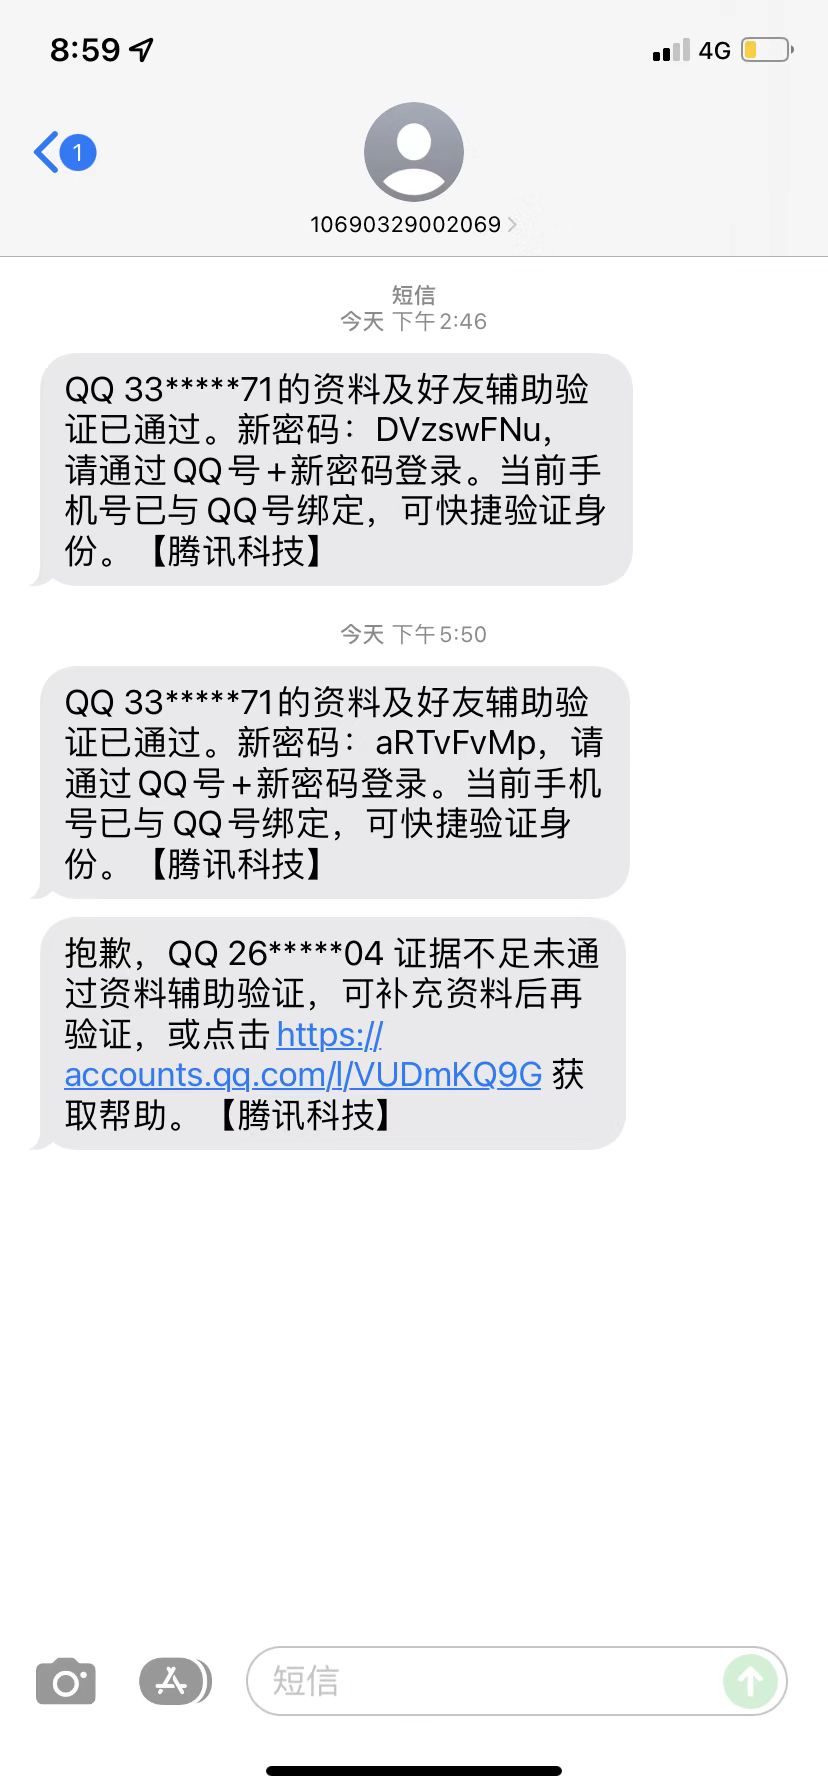 8:59
4G
1
10690329002069
短信
今天 下午2:46
QQ 33*****71的资料及好友辅助验
证已通过。新密码：DVzswFNu，
请通过QQ号+新密码登录。当前手
机号已与QQ号绑定，可快捷验证身
份。【腾讯科技】
今天 下午5:50
QQ 33*****71的资料及好友辅助验
证已通过。新密码：aRTvFvMp，请
通过QQ号+新密码登录。当前手机
号已与QQ号绑定，可快捷验证身
份。【腾讯科技】
抱歉，QQ 26*****04 证据不足未通
过资料辅助验证，可补充资料后再
验证，或点击https://
accounts.qq.com/l/VUDmKQ9G 获
取帮助。【腾讯科技】
短信